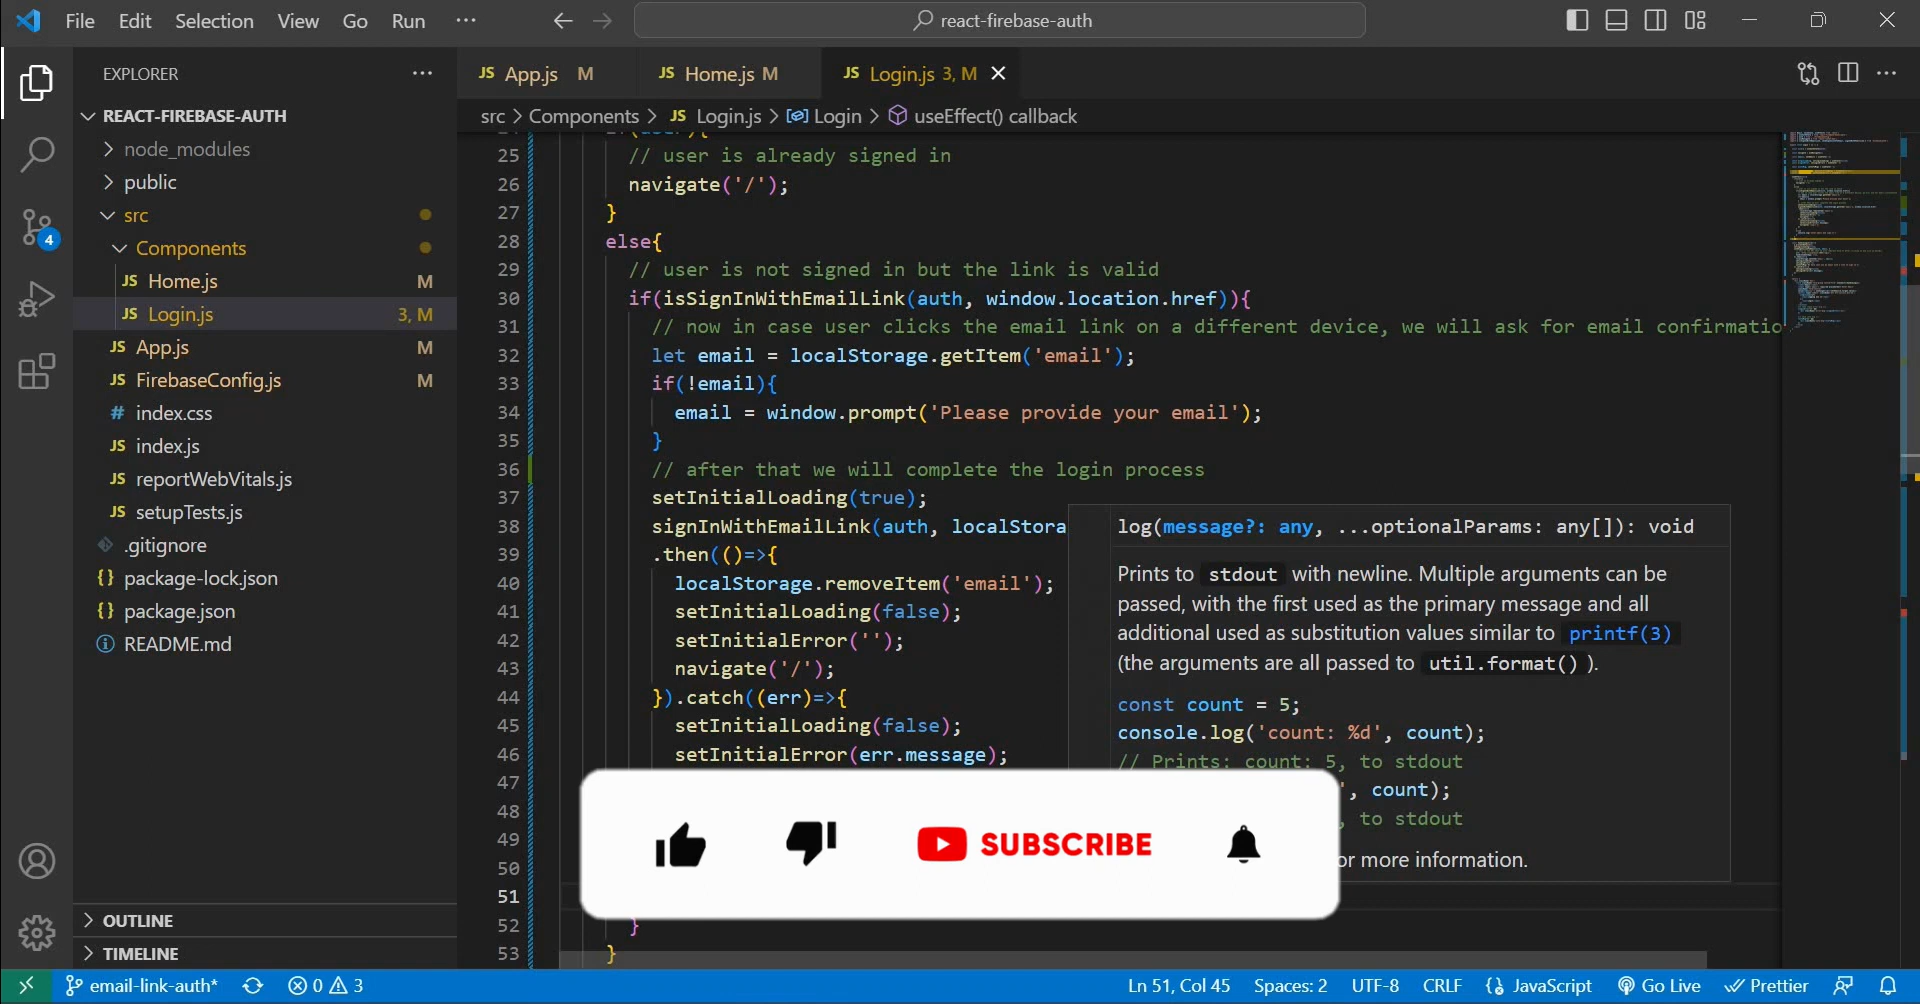 File Edit Selection View Go Run ···
react-firebase-auth
EXPLORER
REACT-FIREBASE-AUTH
node_modules
public
src
Components
JS Home.js M
JS Login.js 3, M
JS App.js M
JS FirebaseConfig.js M
# index.css
JS index.js
JS reportWebVitals.js
JS setupTests.js
.gitignore
{} package-lock.json
{} package.json
README.md
OUTLINE
TIMELINE
4
JS App.js M JS Home.js M JS Login.js 3, M
src > Components > JS Login.js > Login > useEffect() callback
25 // user is already signed in
26 navigate('/');
27 }
28 else{
29 // user is not signed in but the link is valid
30 if(isSignInWithEmailLink(auth, window.location.href)){
31 // now in case user clicks the email link on a different device, we will ask for email confirmatio
32 let email = localStorage.getItem('email');
33 if(!email){
34 email = window.prompt('Please provide your email');
35 }
36 // after that we will complete the login process
37 setInitialLoading(true);
38 signInWithEmailLink(auth, localStora
39 .then(()=>{
40 localStorage.removeItem('email');
41 setInitialLoading(false);
42 setInitialError('');
43 navigate('/');
44 }).catch((err)=>{
45 setInitialLoading(false);
46 setInitialError(err.message);
47
48
49
50
51
52 }
53 }
log(message?: any, ...optionalParams: any[]): void
Prints to stdout with newline. Multiple arguments can be
passed, with the first used as the primary message and all
additional used as substitution values similar to printf(3)
(the arguments are all passed to util.format() ).
const count = 5;
console.log('count: %d', count);
// Prints: count: 5, to stdout
', count);
, to stdout
or more information.
SUBSCRIBE
email-link-auth* 0 3 Ln 51, Col 45 Spaces: 2 UTF-8 CRLF {} JavaScript Go Live Prettier